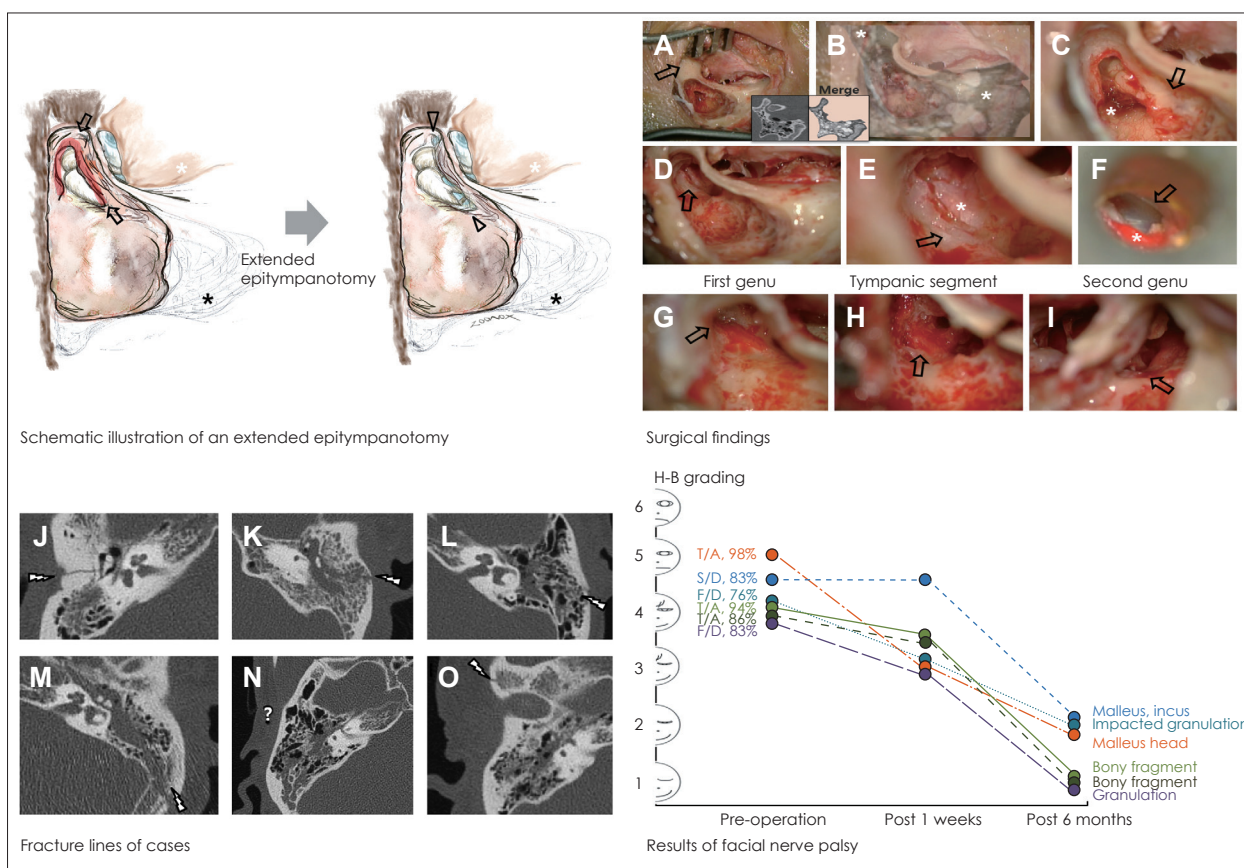 Extended
epitympanotomy
Schematic illustration of an extended epitympanotomy
A
B
Merge
C
D
E
F
First genu
Tympanic segment
Second genu
G
H
I
Surgical findings
J
K
L
M
N
?
O
Fracture lines of cases
H-B grading
6
5
4
3
2
1
T/A, 98%
S/D, 83%
F/D, 76%
T/A, 94%
T/A, 86%
F/D, 83%
Malleus, incus
Impacted granulation
Malleus head
Bony fragment
Bony fragment
Granulation
Pre-operation
Post 1 weeks
Post 6 months
Results of facial nerve palsy